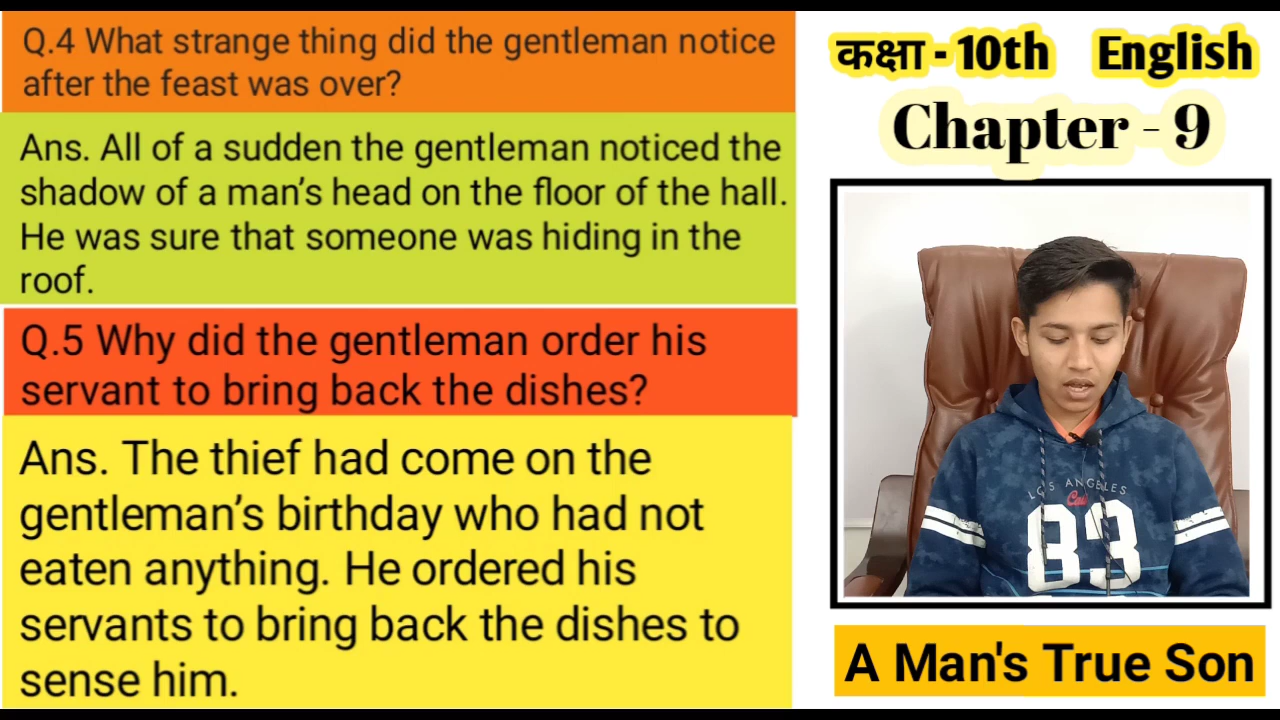 Q.4 What strange thing did the gentleman notice
after the feast was over?
Ans. All of a sudden the gentleman noticed the
shadow of a man’s head on the floor of the hall.
He was sure that someone was hiding in the
roof.
Q.5 Why did the gentleman order his
servant to bring back the dishes?
Ans. The thief had come on the
gentleman’s birthday who had not
eaten anything. He ordered his
servants to bring back the dishes to
sense him.
कक्षा - 10th English
Chapter - 9
LOS ANGELES
83
A Man's True Son